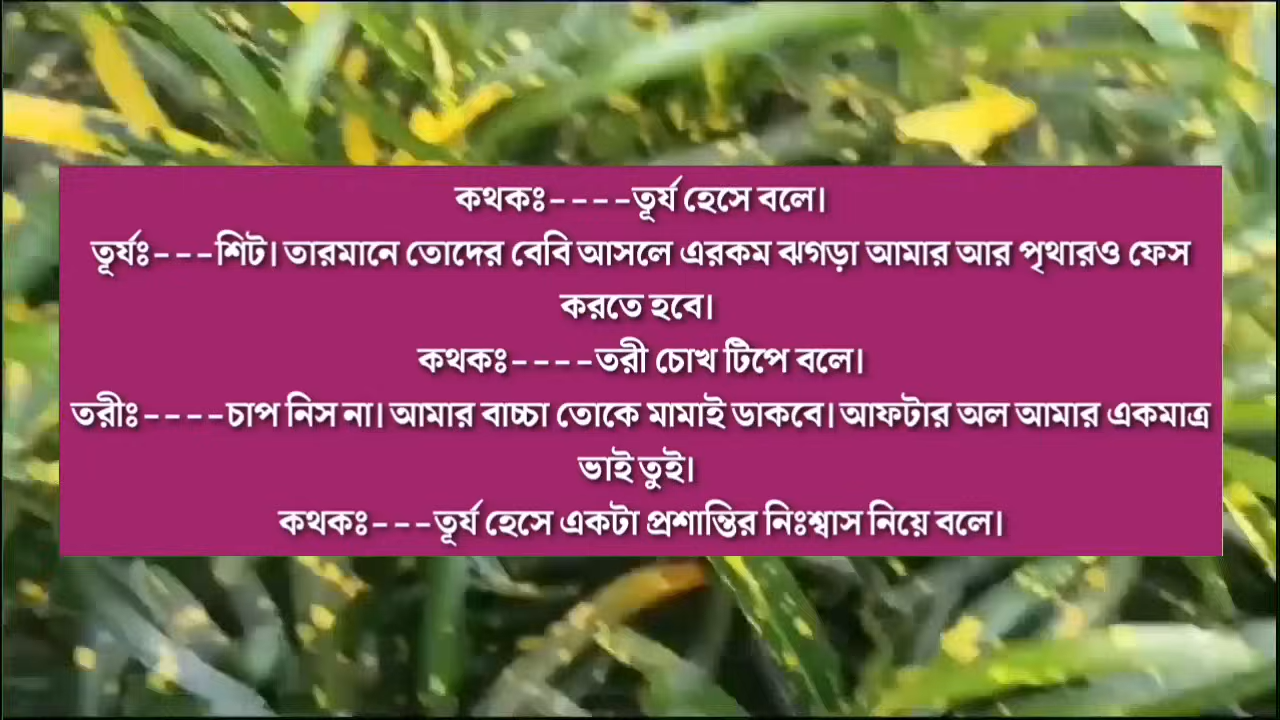 কথকঃ----তূর্য হেসে বলে।
তূর্যঃ---শিট। তারমানে তোদের বেবি আসলে এরকম ঝগড়া আমার আর পৃথারও ফেস
করতে হবে।
কথকঃ----তরী চোখ টিপে বলে।
তরীঃ----চাপ নিস না। আমার বাচ্চা তোকে মামাই ডাকবে। আফটার অল আমার একমাত্র
ভাই তুই।
কথকঃ---তূর্য হেসে একটা প্রশান্তির নিঃশ্বাস নিয়ে বলে।